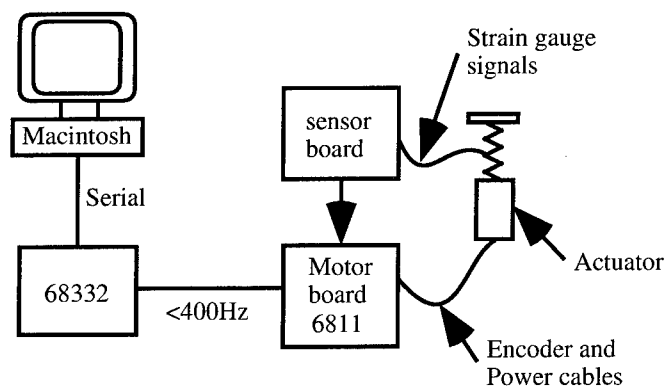 Strain gauge
signals
Macintosh
sensor
board
Serial
68332
<400Hz
Motor
board
6811
Actuator
Encoder and
Power cables